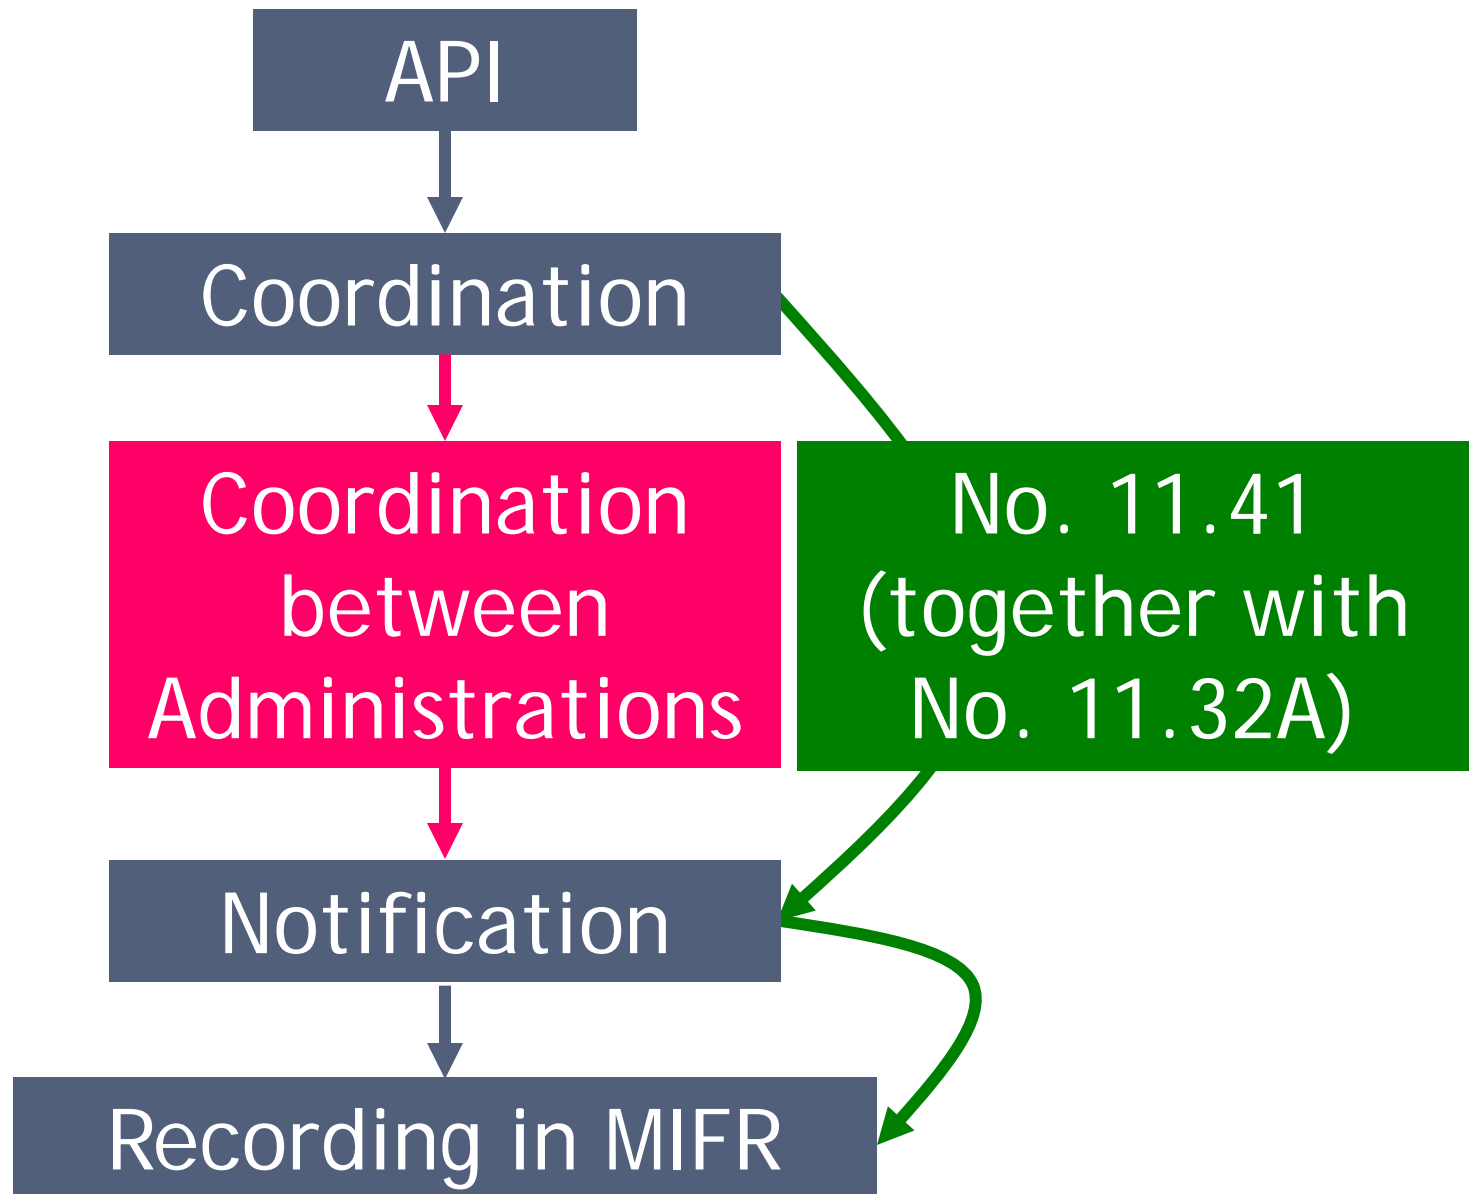 API
Coordination
Coordination
between
Administrations
No. 11.41
(together with
No. 11.32A)
Notification
Recording in MIFR